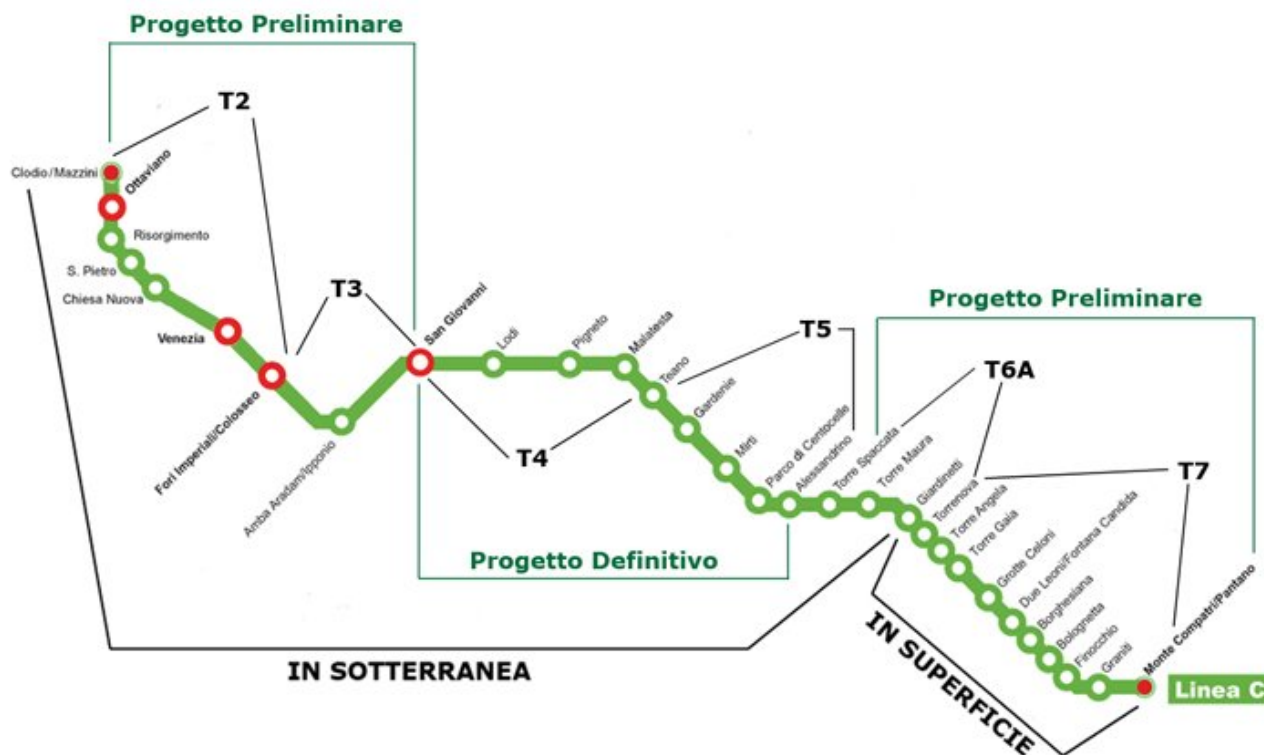 Progetto Preliminare
T2
Clodio/Mazzini
Ottaviano
Risorgimento
S. Pietro
Chiesa Nuova
Venezia
Fori Imperiali/Colosseo
Amba Aradam/Ipponio
T3
San Giovanni
Lodi
Pigneto
Malatesta
Teano
T4
T5
Gardenie
Mirti
Parco di Centocelle
Alessandrino
Progetto Definitivo
Progetto Preliminare
T6A
Torre Spaccata
Torre Maura
Giardinetti
Torrenova
Torre Angela
Torre Gaia
T7
Grotte Celoni
Due Leoni/Fontana Candida
Borghesiana
Bolognetta
Finocchio
Graniti
Monte Compatri/Pantano
Linea C
IN SOTTERRANEA
IN SUPERFICIE